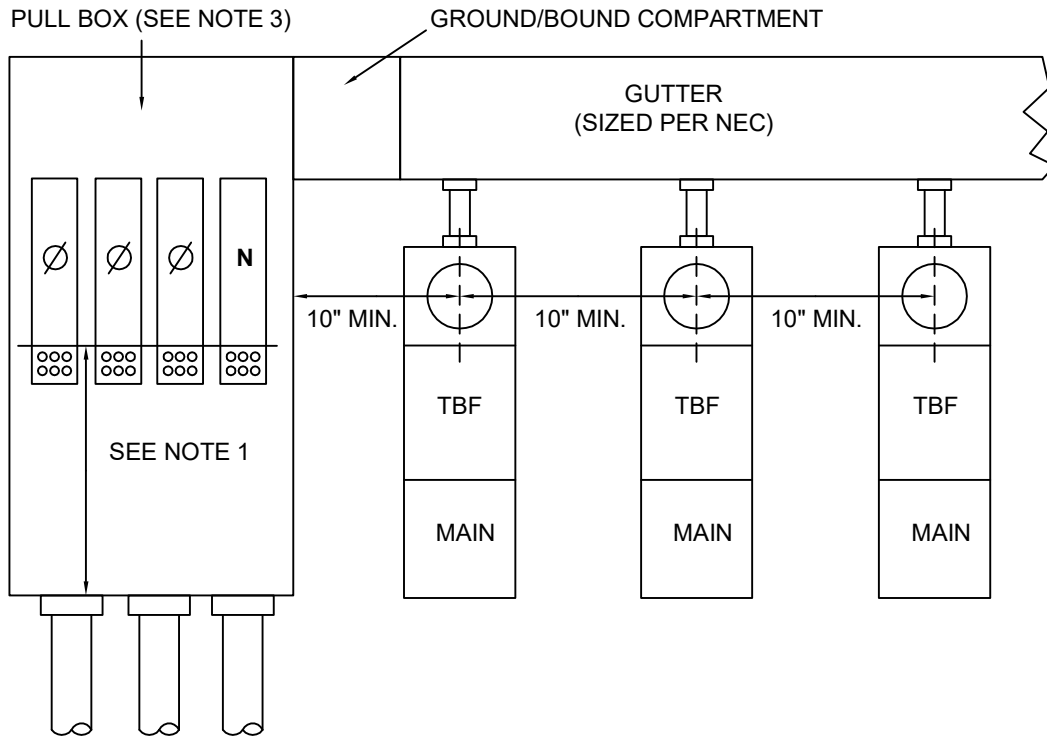 PULL BOX (SEE NOTE 3)
GROUND/BOUND COMPARTMENT
GUTTER
(SIZED PER NEC)
Ø
Ø
Ø
N
10" MIN.
10" MIN.
10" MIN.
TBF
TBF
TBF
SEE NOTE 1
MAIN
MAIN
MAIN